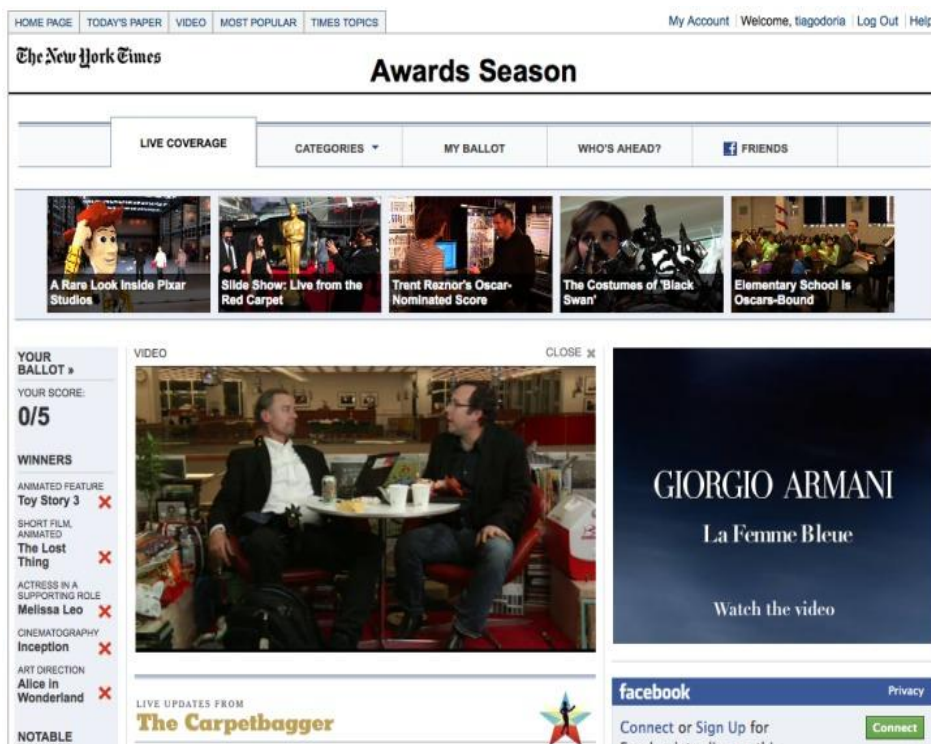 HOME PAGE TODAY'S PAPER VIDEO MOST POPULAR TIMES TOPICS
My Account Welcome, tiagodoria Log Out Help
The New York Times
Awards Season
LIVE COVERAGE CATEGORIES MY BALLOT WHO'S AHEAD? FRIENDS
A Rare Look Inside Pixar
Studios
Slide Show: Live from the
Red Carpet
Trent Reznor's Oscar-
Nominated Score
The Costumes of 'Black
Swan'
Elementary School Is
Oscars-Bound
YOUR
BALLOT »
YOUR SCORE:
0/5
WINNERS
ANIMATED FEATURE
Toy Story 3
SHORT FILM,
ANIMATED
The Lost
Thing
ACTRESS IN A
SUPPORTING ROLE
Melissa Leo
CINEMATOGRAPHY
Inception
ART DIRECTION
Alice in
Wonderland
NOTABLE
VIDEO
CLOSE
LIVE UPDATES FROM
The Carpetbagger
GIORGIO ARMANI
La Femme Bleue
Watch the video
facebook Privacy
Connect or Sign Up for
Connect